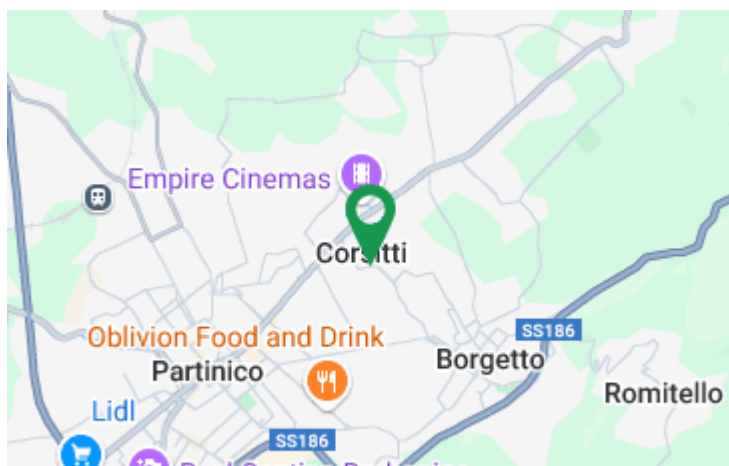 Empire Cinemas
Corsitti
Oblivion Food and Drink
Partinico
SS186
Borgetto
Romitello
Lidl
SS186